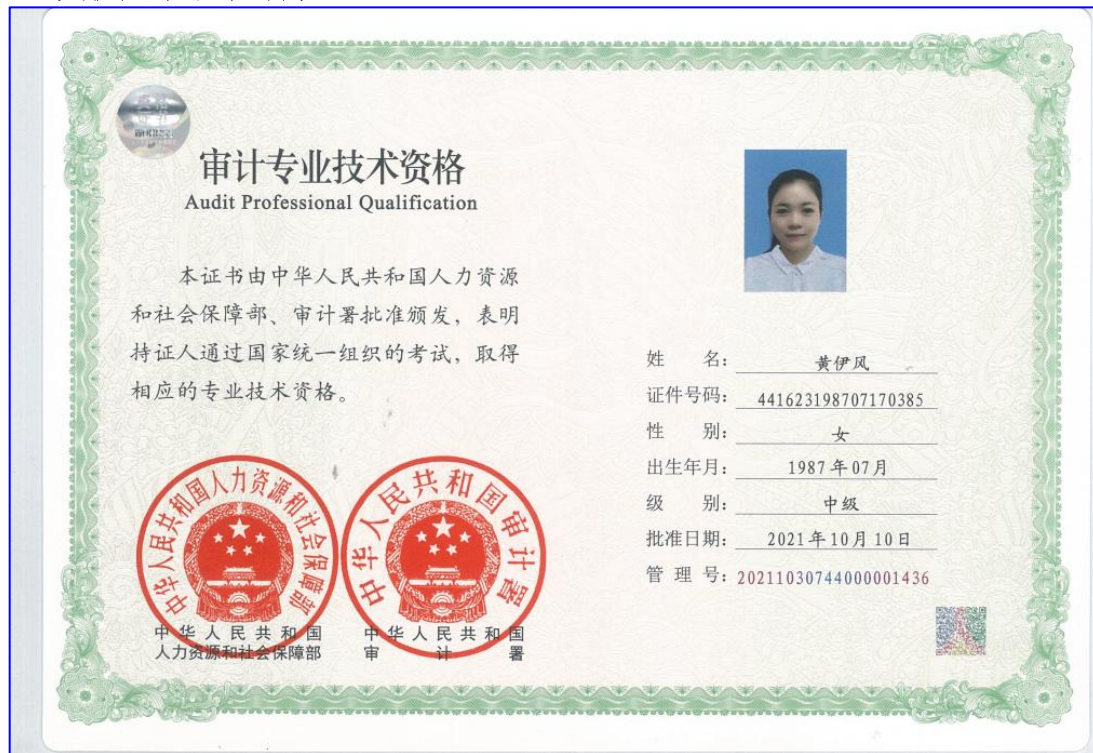 审计专业技术资格
Audit Professional Qualification
本证书由中华人民共和国人力资源
和社会保障部、审计署批准颁发，表明
持证人通过国家统一组织的考试，取得
相应的专业技术资格。
姓 名：黄伊风
证件号码：441623198707170385
性 别：女
出生年月：1987年07月
级 别：中级
批准日期：2021年10月10日
管 理 号：20211030744000001436
中华人民共和国人力资源和社会保障部
中华人民共和国审计署
中华人民共和国
人力资源和社会保障部
中华人民共和国
审 计 署